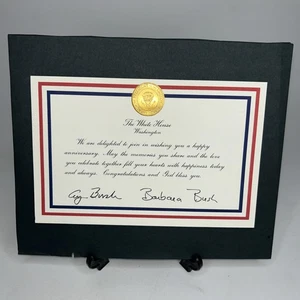 The White House
Washington
We are delighted to join in wishing you a happy
anniversary. May the memories you share and the love
you celebrate together fill your hearts with happiness today
and always. Congratulations and God bless you.
Barbara Bush